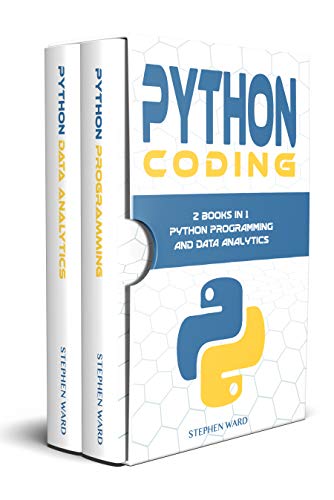 PYTHON DATA ANALYTICS
STEPHEN WARD
PYTHON PROGRAMMING
STEPHEN WARD
PYTHON
CODING
2 BOOKS IN 1
PYTHON PROGRAMMING
AND DATA ANALYTICS
STEPHEN WARD